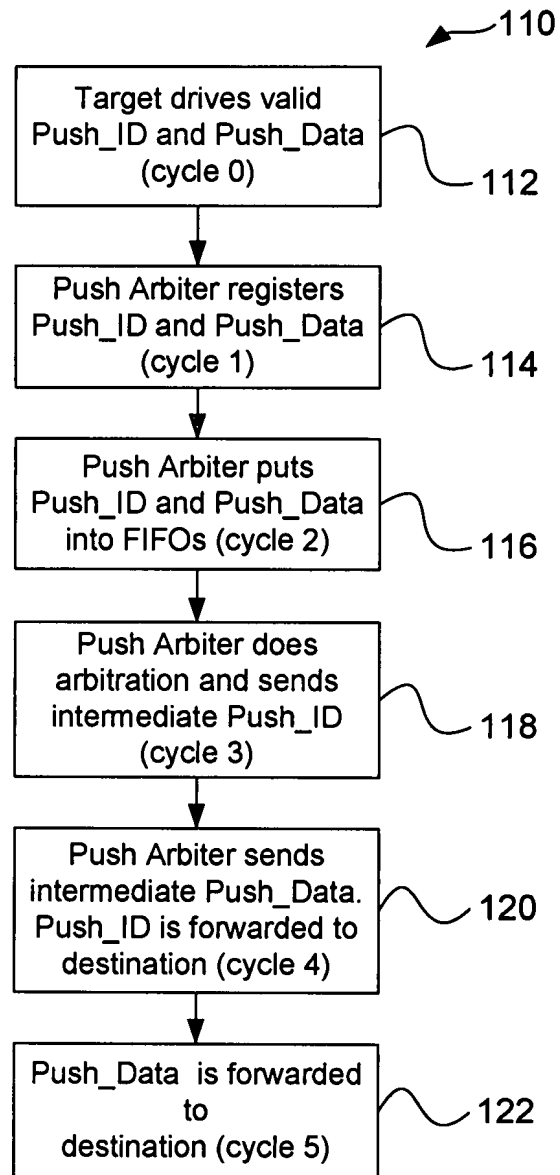 110
Target drives valid
Push_ID and Push_Data
(cycle 0)
112
Push Arbiter registers
Push_ID and Push_Data
(cycle 1)
114
Push Arbiter puts
Push_ID and Push_Data
into FIFOs (cycle 2)
116
Push Arbiter does
arbitration and sends
intermediate Push_ID
(cycle 3)
118
Push Arbiter sends
intermediate Push_Data.
Push_ID is forwarded to
destination (cycle 4)
120
Push_Data is forwarded
to
destination (cycle 5)
122